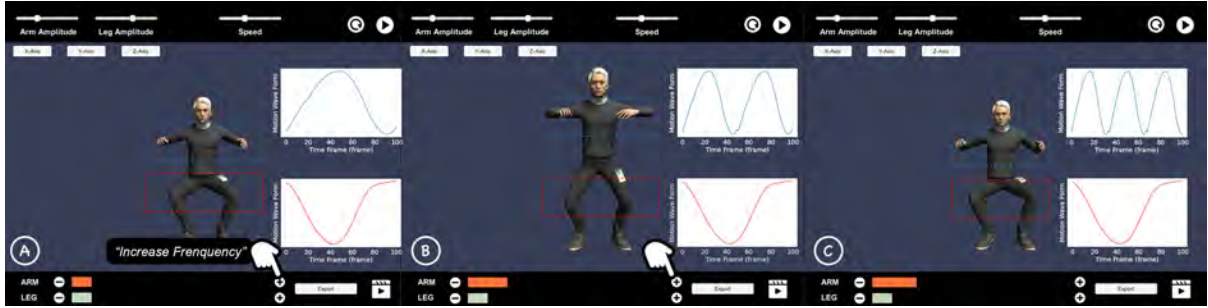 Arm Amplitude Leg Amplitude Speed
X-Axis Y-Axis Z-Axis
Motion Wave Form
0 20 40 60 80 100
Time Frame (frame)
Motion Wave Form
0 20 40 60 80 100
Time Frame (frame)
A
"Increase Frenquency"
ARM
LEG
Export
Arm Amplitude Leg Amplitude Speed
X-Axis Y-Axis Z-Axis
Motion Wave Form
0 20 40 60 80 100
Time Frame (frame)
Motion Wave Form
0 20 40 60 80 100
Time Frame (frame)
B
ARM
LEG
Export
Arm Amplitude Leg Amplitude Speed
X-Axis Y-Axis Z-Axis
Motion Wave Form
0 20 40 60 80 100
Time Frame (frame)
Motion Wave Form
0 20 40 60 80 100
Time Frame (frame)
C
ARM
LEG
Export